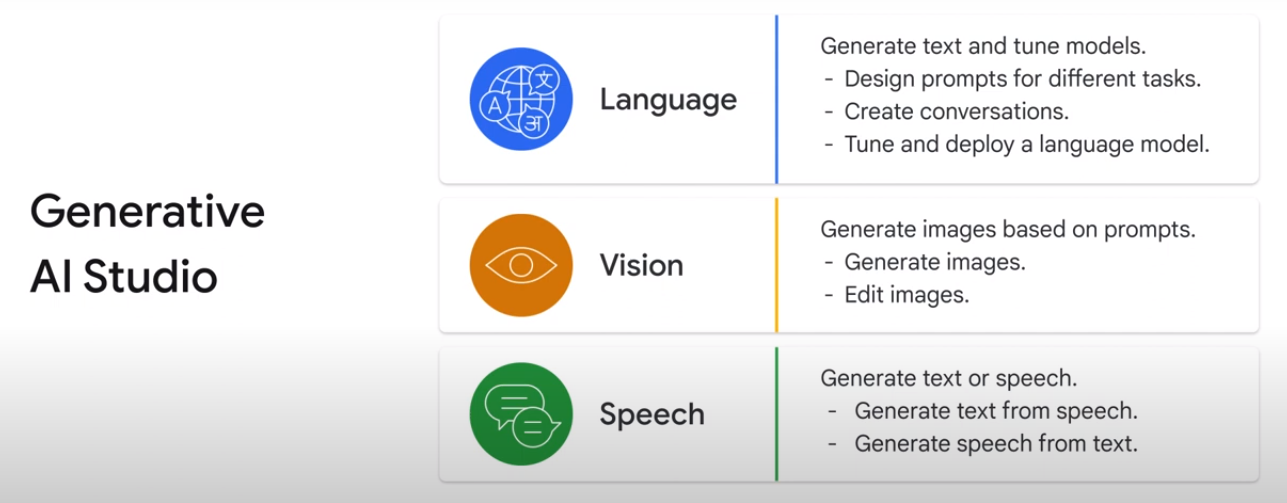 Generative
AI Studio
A
文
अ
Language
Generate text and tune models.
- Design prompts for different tasks.
- Create conversations.
- Tune and deploy a language model.
Vision
Generate images based on prompts.
- Generate images.
- Edit images.
Speech
Generate text or speech.
- Generate text from speech.
- Generate speech from text.